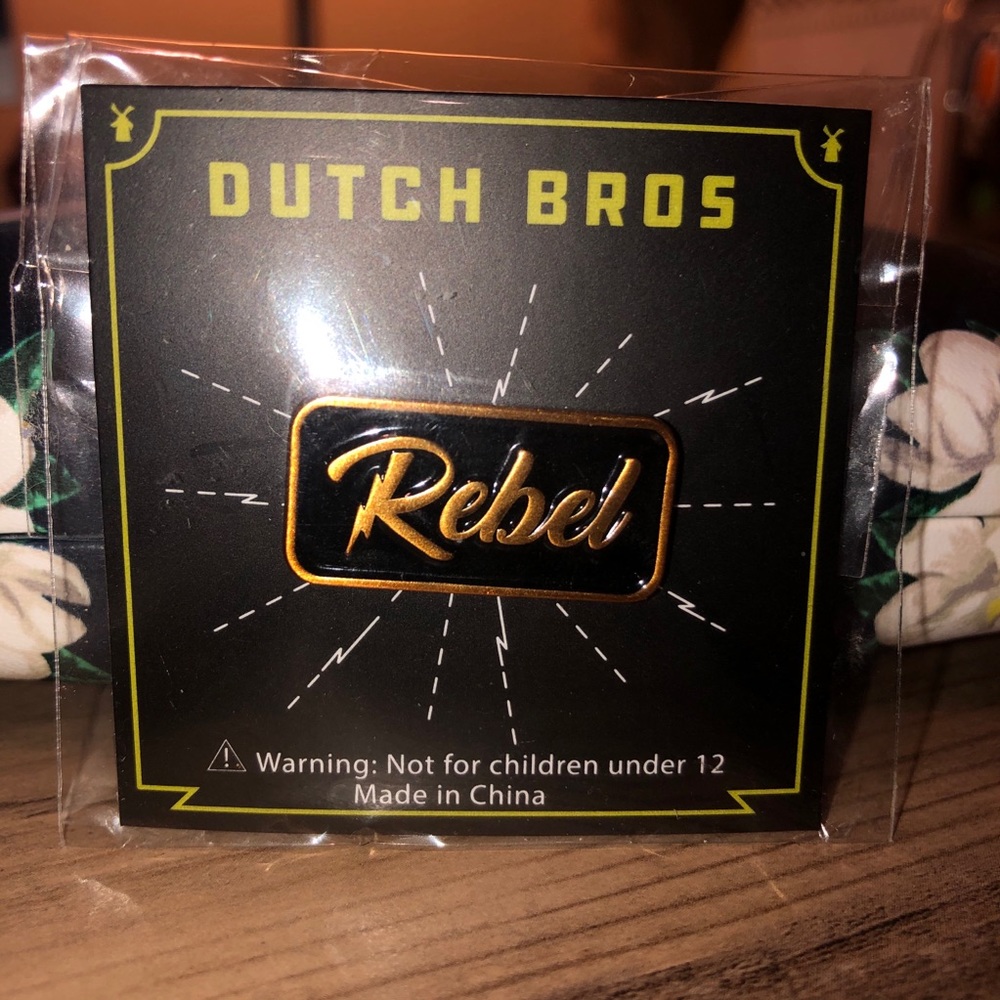 DUTCH BROS
Rebel
Warning: Not for children under 12
Made in China